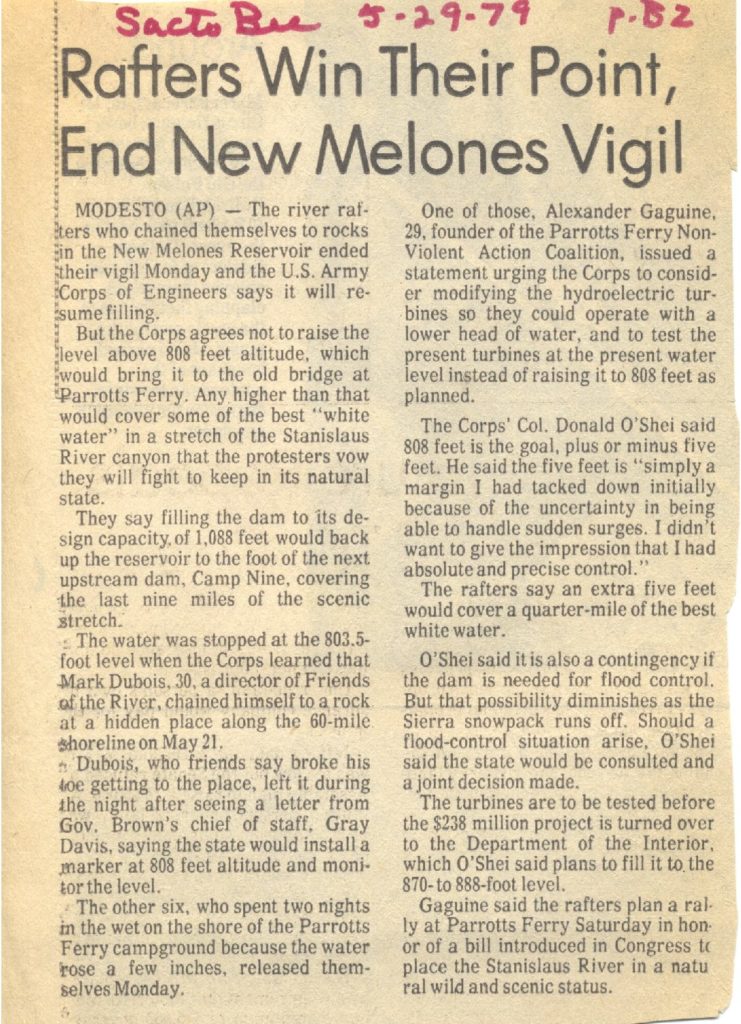 Sacto Bee 5-29-79 p.B2
Rafters Win Their Point,
End New Melones Vigil
MODESTO (AP) — The river raf-
ters who chained themselves to rocks
in the New Melones Reservoir ended
their vigil Monday and the U.S. Army
Corps of Engineers says it will re-
sume filling.
But the Corps agrees not to raise the
level above 808 feet altitude, which
would bring it to the old bridge at
Parrotts Ferry. Any higher than that
would cover some of the best "white
water" in a stretch of the Stanislaus
River canyon that the protesters vow
they will fight to keep in its natural
state.
They say filling the dam to its de-
sign capacity, of 1,088 feet would back
up the reservoir to the foot of the next
upstream dam, Camp Nine, covering
the last nine miles of the scenic
stretch.
The water was stopped at the 803.5-
foot level when the Corps learned that
Mark Dubois, 30, a director of Friends
of the River, chained himself to a rock
at a hidden place along the 60-mile
shoreline on May 21.
Dubois, who friends say broke his
toe getting to the place, left it during
the night after seeing a letter from
Gov. Brown's chief of staff, Gray
Davis, saying the state would install a
marker at 808 feet altitude and moni-
tor the level.
The other six, who spent two nights
in the wet on the shore of the Parrotts
Ferry campground because the water
rose a few inches, released them-
selves Monday.
One of those, Alexander Gaguine,
29, founder of the Parrotts Ferry Non-
Violent Action Coalition, issued a
statement urging the Corps to consid-
er modifying the hydroelectric tur-
bines so they could operate with a
lower head of water, and to test the
present turbines at the present water
level instead of raising it to 808 feet as
planned.
The Corps' Col. Donald O'Shei said
808 feet is the goal, plus or minus five
feet. He said the five feet is "simply a
margin I had tacked down initially
because of the uncertainty in being
able to handle sudden surges. I didn't
want to give the impression that I had
absolute and precise control."
The rafters say an extra five feet
would cover a quarter-mile of the best
white water.
O'Shei said it is also a contingency if
the dam is needed for flood control.
But that possibility diminishes as the
Sierra snowpack runs off. Should a
flood-control situation arise, O'Shei
said the state would be consulted and
a joint decision made.
The turbines are to be tested before
the $238 million project is turned over
to the Department of the Interior,
which O'Shei said plans to fill it to the
870- to 888-foot level.
Gaguine said the rafters plan a ral-
ly at Parrotts Ferry Saturday in hon-
or of a bill introduced in Congress to
place the Stanislaus River in a natu
ral wild and scenic status.